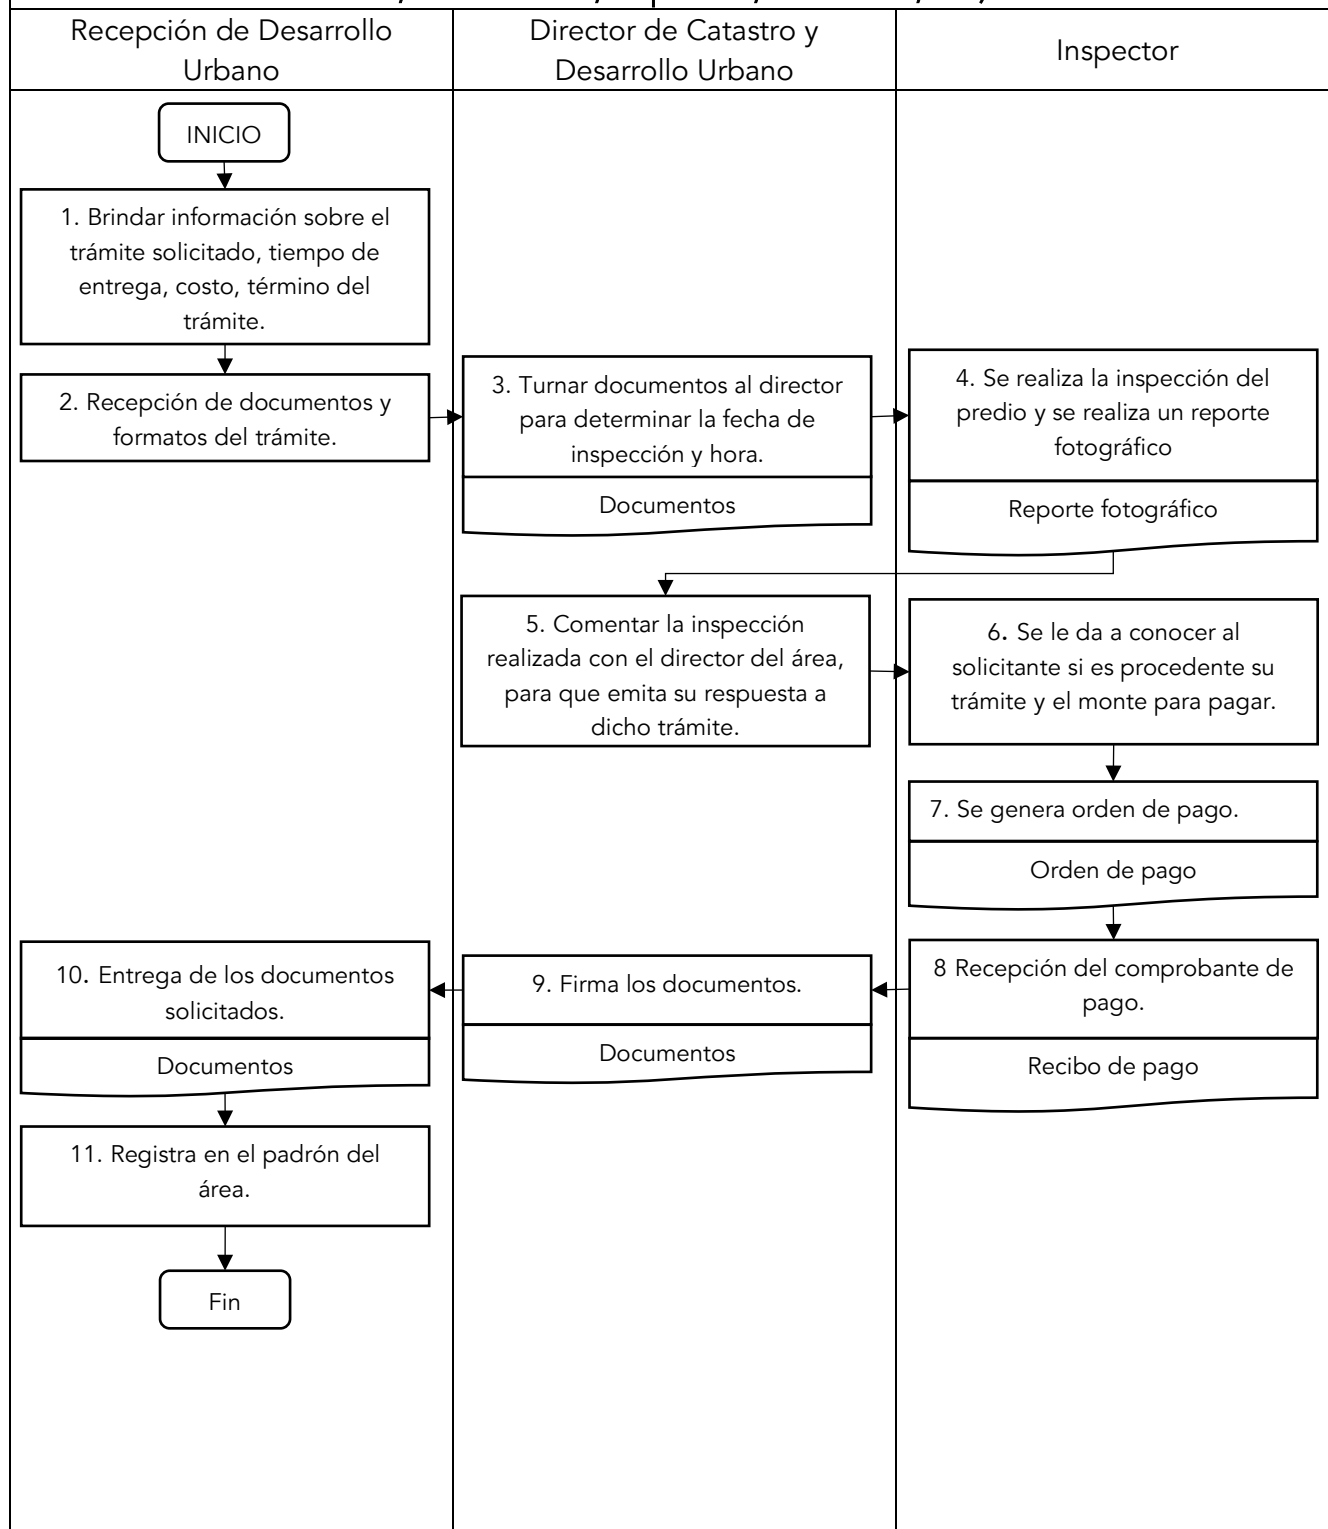 Recepción de Desarrollo
Urbano
Director de Catastro y
Desarrollo Urbano
Inspector
INICIO
1. Brindar información sobre el
trámite solicitado, tiempo de
entrega, costo, término del
trámite.
2. Recepción de documentos y
formatos del trámite.
3. Turnar documentos al director
para determinar la fecha de
inspección y hora.
Documentos
4. Se realiza la inspección del
predio y se realiza un reporte
fotográfico
Reporte fotográfico
5. Comentar la inspección
realizada con el director del área,
para que emita su respuesta a
dicho trámite.
6. Se le da a conocer al
solicitante si es procedente su
trámite y el monte para pagar.
7. Se genera orden de pago.
Orden de pago
8 Recepción del comprobante de
pago.
Recibo de pago
9. Firma los documentos.
Documentos
10. Entrega de los documentos
solicitados.
Documentos
11. Registra en el padrón del
área.
Fin